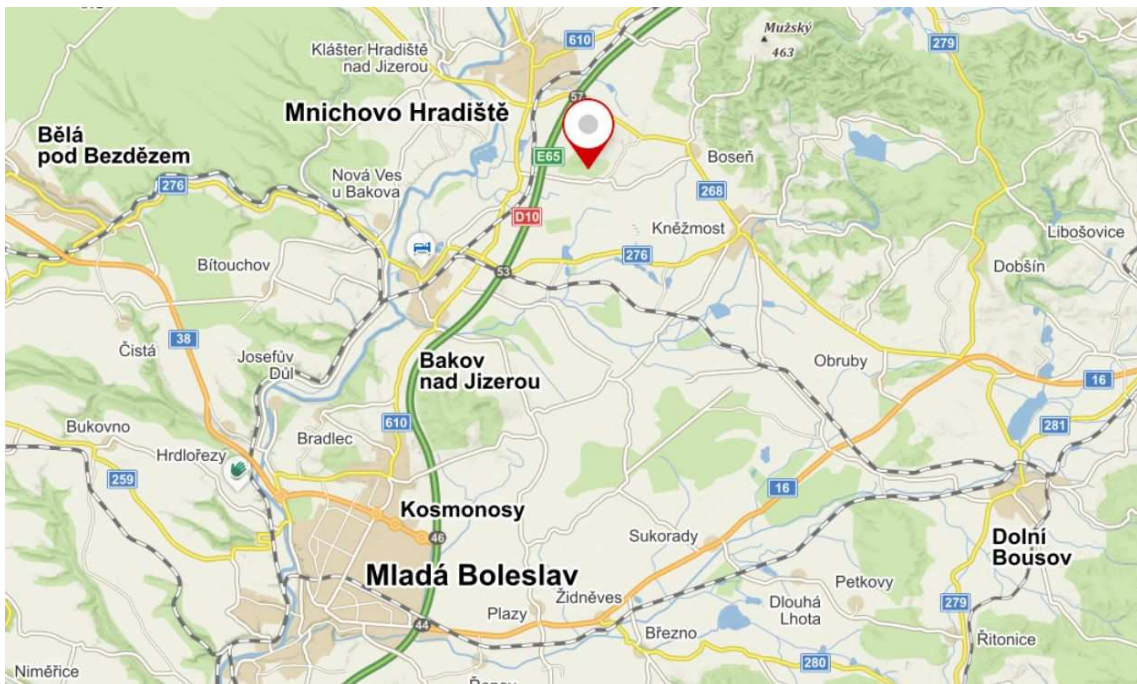 610
Mužský
463
279
Klášter Hradiště
nad Jizerou
57
Mnichovo Hradiště
Bělá
pod Bezdězem
E65
Boseň
276
Nová Ves
u Bakova
268
D10
Kněžmost
Libošovice
276
Bítouchov
53
Dobšín
38
Čistá
Josefův
Důl
Bakov
nad Jizerou
Obruby
16
610
281
Bukovno
Bradlec
Hrdlořezy
259
16
Kosmonosy
46
Sukorady
Dolní
Bousov
Mladá Boleslav
Petkovy
Židněves
279
Plazy
Dlouhá
Lhota
44
Březno
Řitonice
280
Niměřice